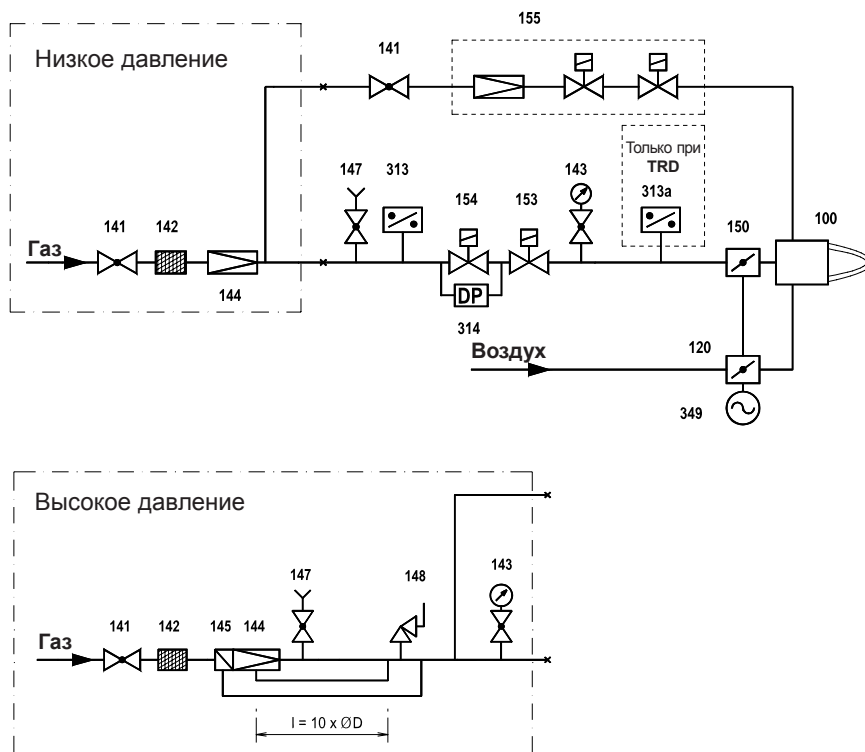 155
Низкое давление
141
Только при
TRD
147
313
154
153
143
313a
150
100
141
142
Газ
144
DP
314
Воздух
120
349
Высокое давление
147
148
143
141
142
145
144
Газ
l = 10 x ØD